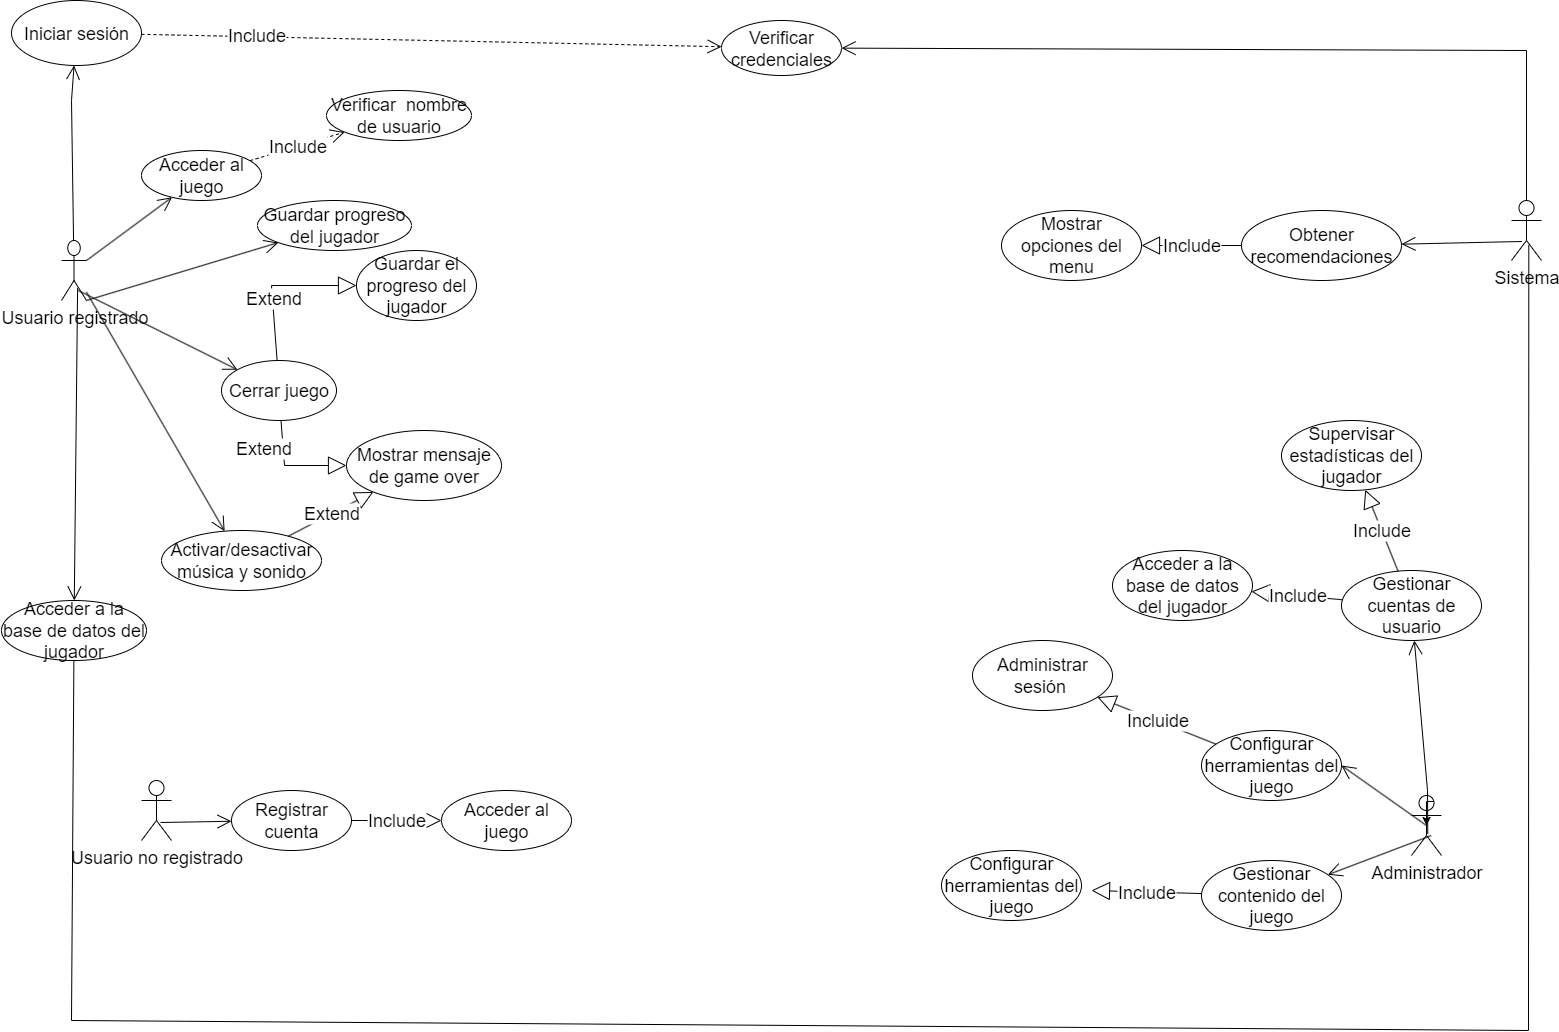 Iniciar sesión
Include
Verificar
credenciales
Verificar  nombre
de usuario
Include
Acceder al
juego
Guardar progreso
del jugador
Mostrar
opciones del
menu
Include
Obtener
recomendaciones
Sistema
Guardar el
progreso del
jugador
Extend
Usuario registrado
Cerrar juego
Extend
Mostrar mensaje
de game over
Supervisar
estadísticas del
jugador
Extend
Include
Activar/desactivar
música y sonido
Acceder a la
base de datos
del jugador
Include
Gestionar
cuentas de
usuario
Acceder a la
base de datos del
jugador
Administrar
sesión
Incluide
Configurar
herramientas del
juego
Registrar
cuenta
Include
Acceder al
juego
Usuario no registrado
Administrador
Configurar
herramientas del
juego
Include
Gestionar
contenido del
juego